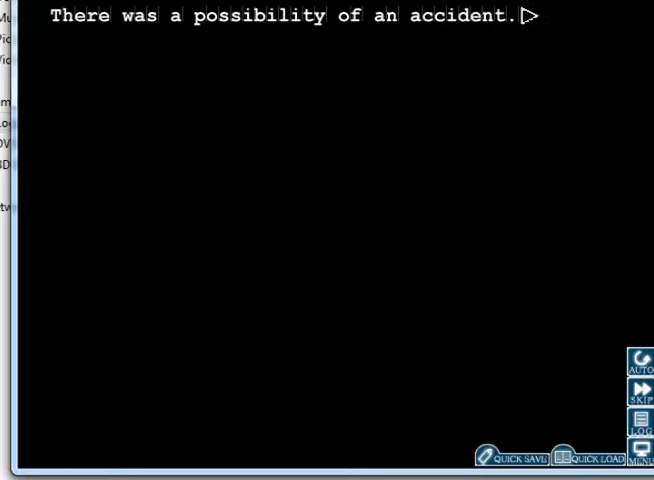 There was a possibility of an accident.
AUTO
SKIP
LOG
QUICK SAVE
QUICK LOAD
MENU